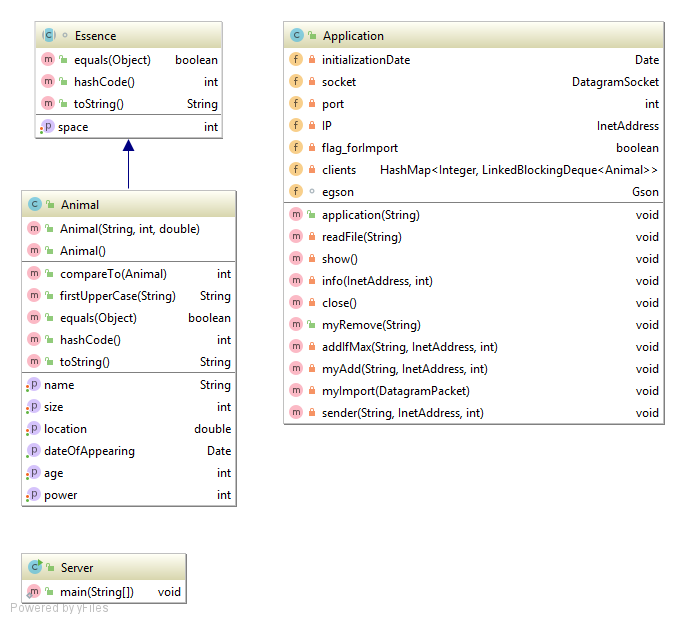 Essence
equals(Object) boolean
hashCode() int
toString() String
space int
Animal
Animal(String, int, double)
Animal()
compareTo(Animal) int
firstUpperCase(String) String
equals(Object) boolean
hashCode() int
toString() String
name String
size int
location double
dateOfAppearing Date
age int
power int
Application
initializationDate Date
socket DatagramSocket
port int
IP InetAddress
flag_forImport boolean
clients HashMap<Integer, LinkedBlockingDeque<Animal>>
egson Gson
application(String) void
readFile(String) void
show() void
info(InetAddress, int) void
close() void
myRemove(String) void
addIfMax(String, InetAddress, int) void
myAdd(String, InetAddress, int) void
myImport(DatagramPacket) void
sender(String, InetAddress, int) void
Server
main(String[]) void
Powered by yFiles